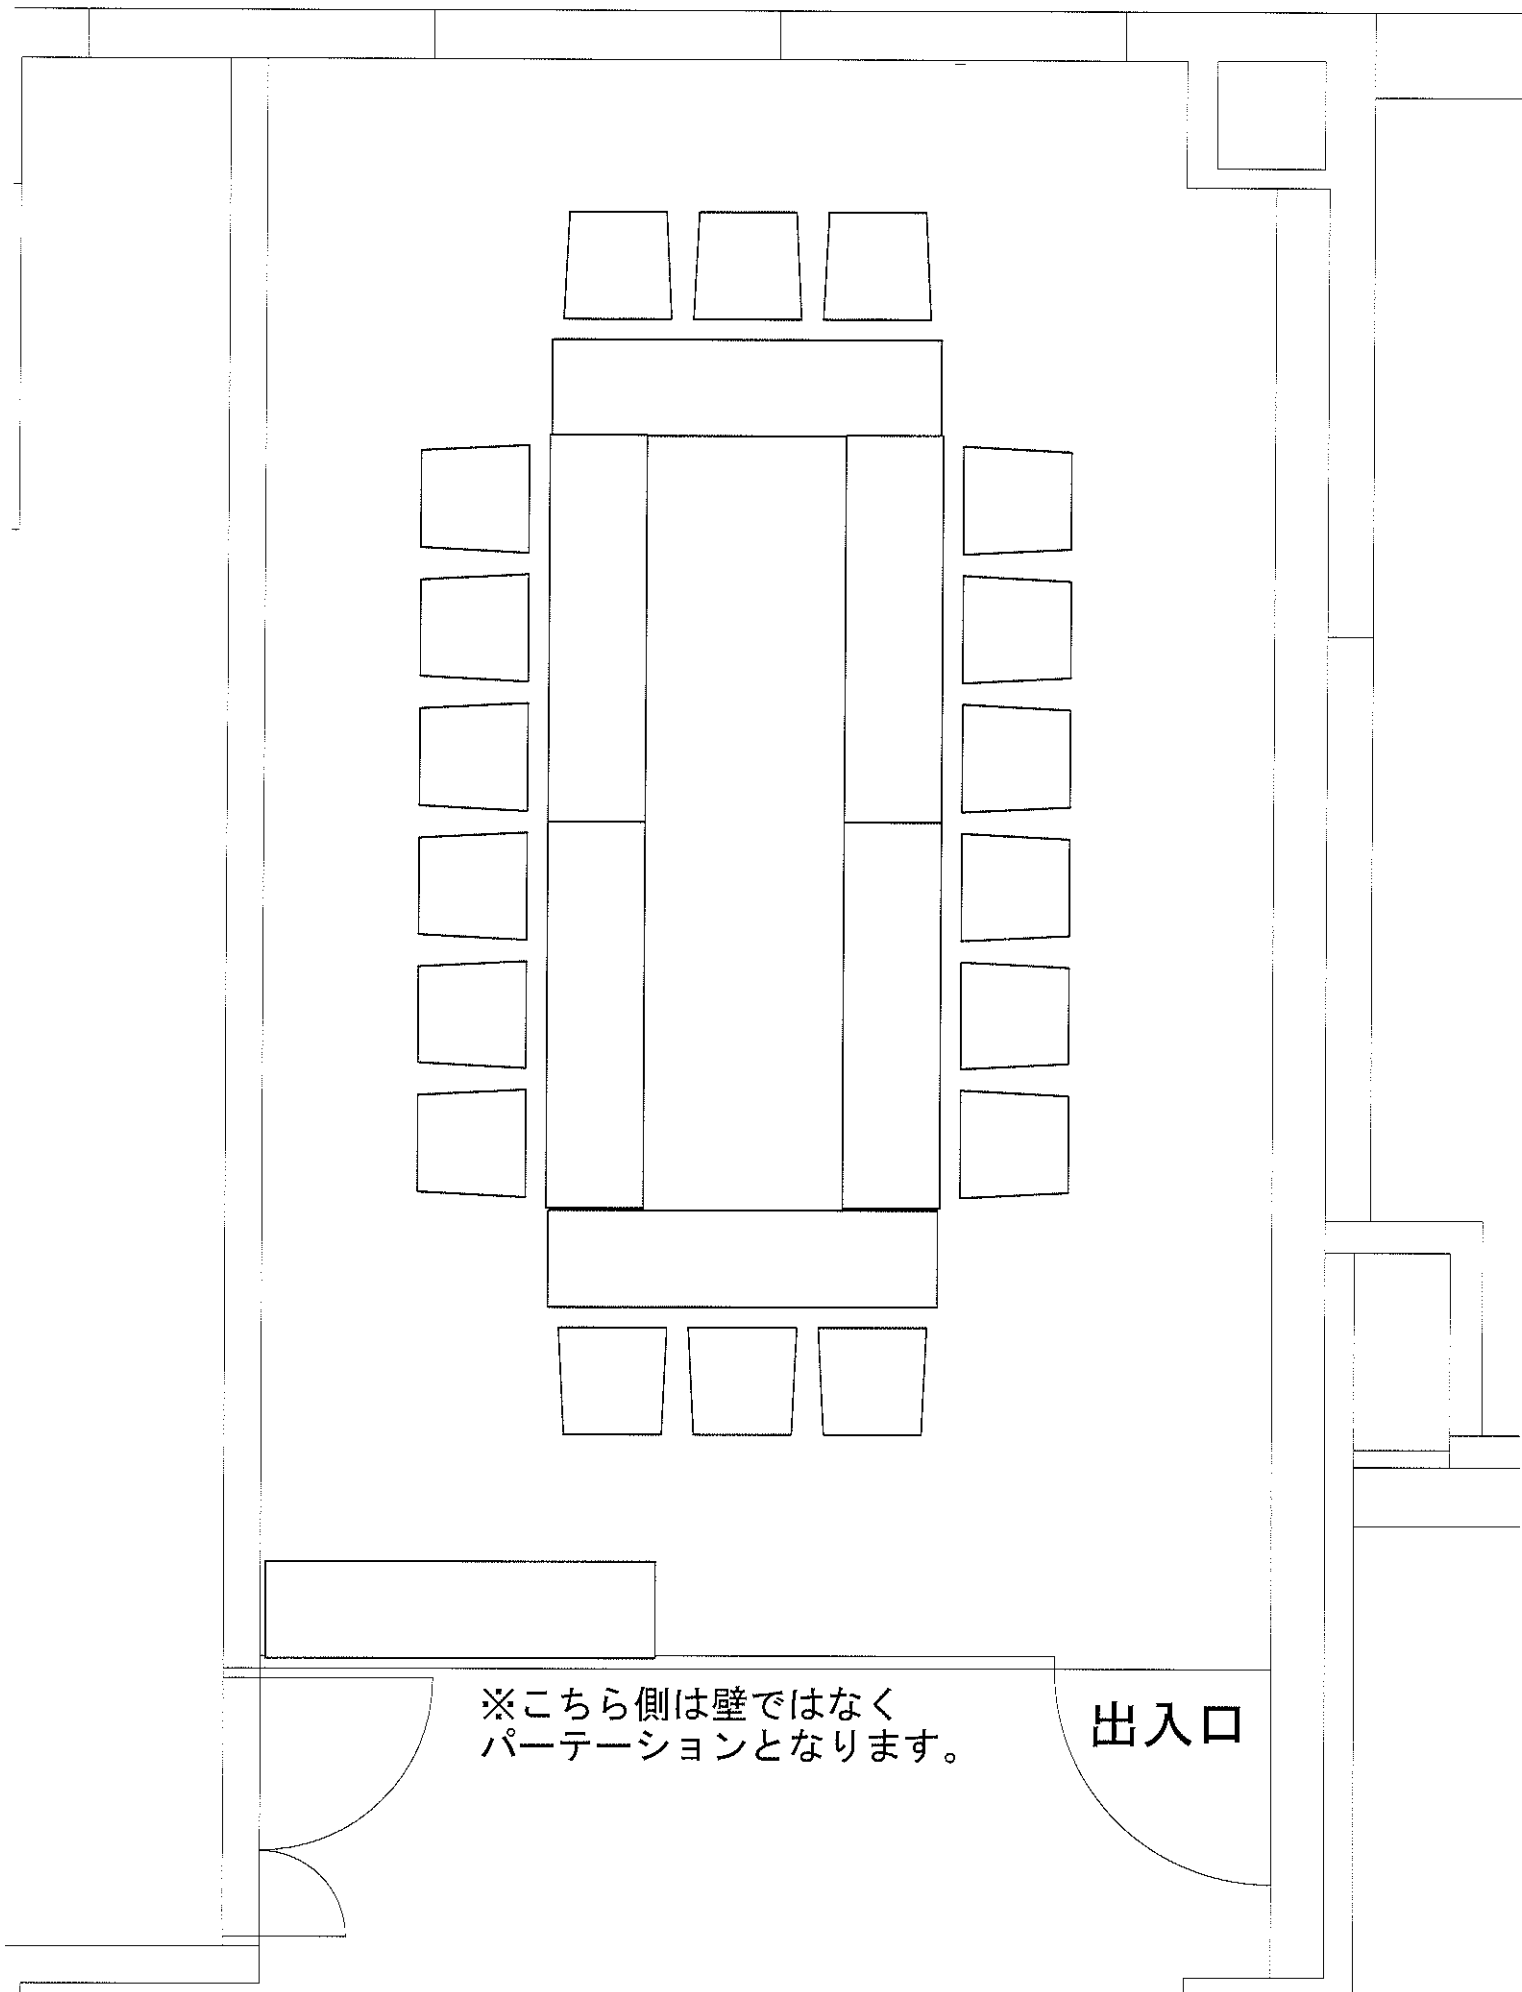 ※こちら側は壁ではなく
パーテーションとなります。
出入口